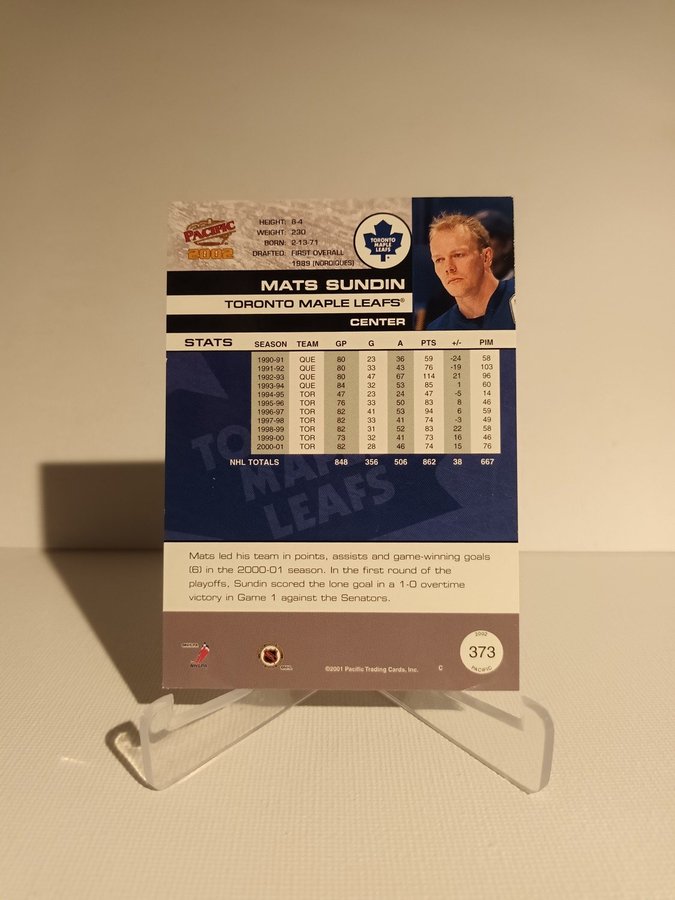 PACIFIC
2002
HEIGHT: 6-4
WEIGHT: 230
BORN: 2-13-71
DRAFTED: FIRST OVERALL
1989 (NORDIQUES)
TORONTO
MAPLE
LEAFS
MATS SUNDIN
TORONTO MAPLE LEAFS®
CENTER
STATS SEASON TEAM GP G A PTS +/- PIM
1990-91 QUE 80 23 36 59 -24 58
1991-92 QUE 80 33 43 76 -19 103
1992-93 QUE 80 47 67 114 21 96
1993-94 QUE 84 32 53 85 1 60
1994-95 TOR 47 23 24 47 -5 14
1995-96 TOR 76 33 50 83 8 46
1996-97 TOR 82 41 53 94 6 59
1997-98 TOR 82 33 41 74 -3 49
1998-99 TOR 82 31 52 83 22 58
1999-00 TOR 73 32 41 73 16 46
2000-01 TOR 82 28 46 74 15 76
NHL TOTALS 848 356 506 862 38 667
TORONTO
MAPLE
LEAFS
Mats led his team in points, assists and game-winning goals
(6) in the 2000-01 season. In the first round of the
playoffs, Sundin scored the lone goal in a 1-0 overtime
victory in Game 1 against the Senators.
NHLPA
NHL
©2001 Pacific Trading Cards, Inc.
C
2002
373
PACIFIC